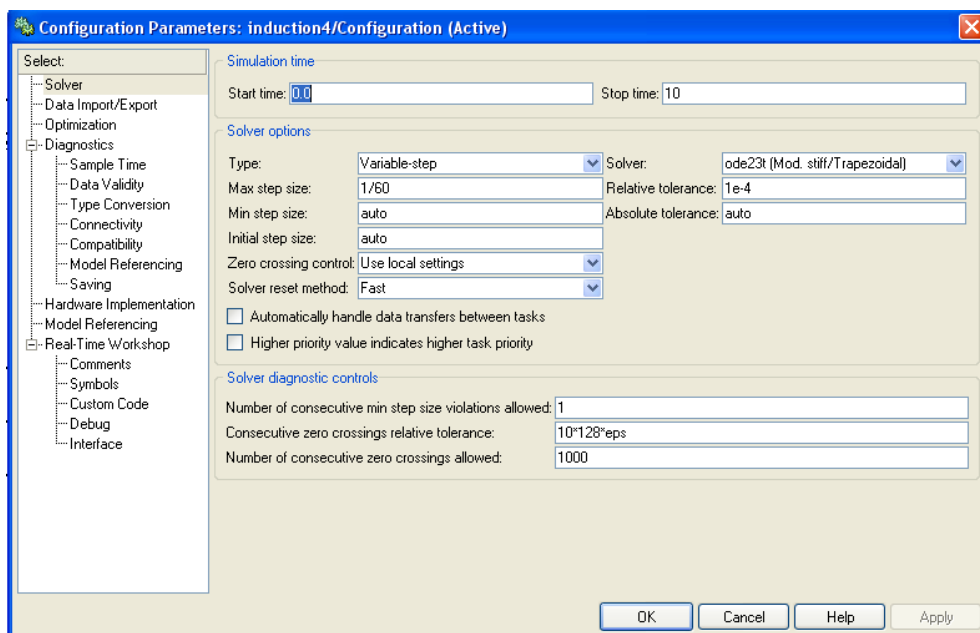 Configuration Parameters: induction4/Configuration (Active)
Select:
Solver
Data Import/Export
Optimization
Diagnostics
Sample Time
Data Validity
Type Conversion
Connectivity
Compatibility
Model Referencing
Saving
Hardware Implementation
Model Referencing
Real-Time Workshop
Comments
Symbols
Custom Code
Debug
Interface
Simulation time
Start time: 0.0 Stop time: 10
Solver options
Type: Variable-step Solver: ode23t (Mod. stiff/Trapezoidal)
Max step size: 1/60 Relative tolerance: 1e-4
Min step size: auto Absolute tolerance: auto
Initial step size: auto
Zero crossing control: Use local settings
Solver reset method: Fast
Automatically handle data transfers between tasks
Higher priority value indicates higher task priority
Solver diagnostic controls
Number of consecutive min step size violations allowed: 1
Consecutive zero crossings relative tolerance: 10*128*eps
Number of consecutive zero crossings allowed: 1000
OK Cancel Help Apply